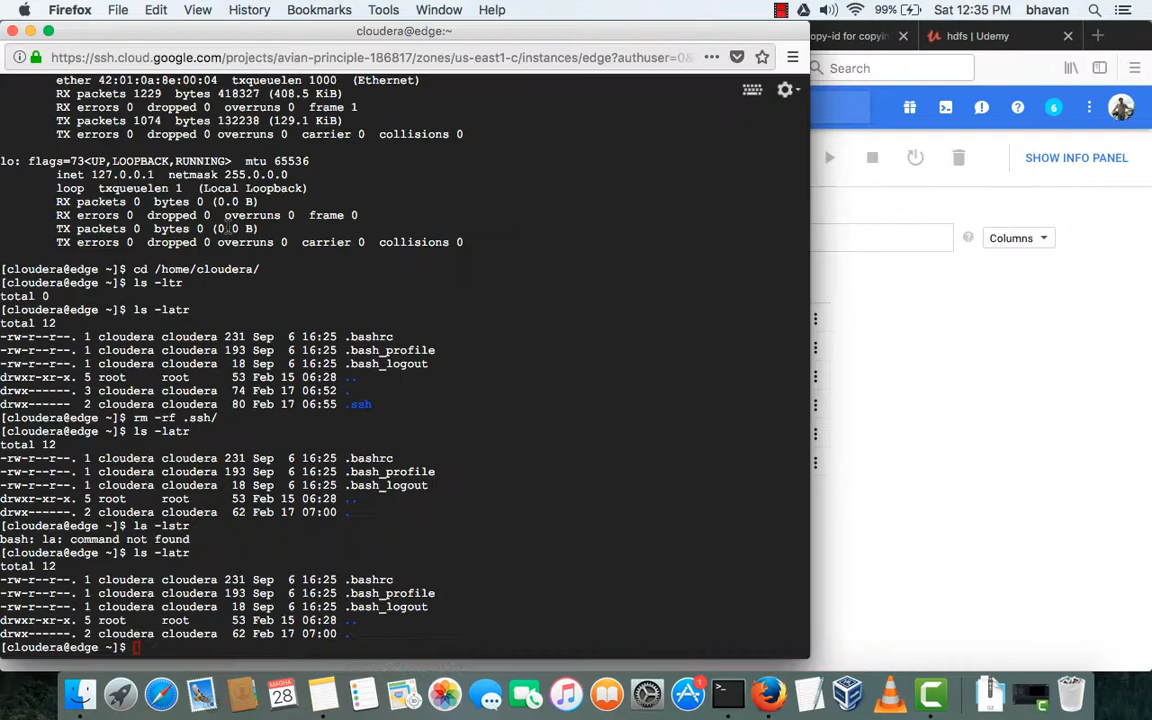 Firefox File Edit View History Bookmarks Tools Window Help 99% Sat 12:35 PM bhavan
cloudera@edge:~
https://ssh.cloud.google.com/projects/avian-principle-186817/zones/us-east1-c/instances/edge?authuser=0&
opy-id for copyin
hdfs | Udemy
Search
6
SHOW INFO PANEL
Columns
ether 42:01:0a:8e:00:04 txqueuelen 1000 (Ethernet)
RX packets 1229 bytes 418327 (408.5 KiB)
RX errors 0 dropped 0 overruns 0 frame 1
TX packets 1074 bytes 132238 (129.1 KiB)
TX errors 0 dropped 0 overruns 0 carrier 0 collisions 0
lo: flags=73<UP,LOOPBACK,RUNNING> mtu 65536
inet 127.0.0.1 netmask 255.0.0.0
loop txqueuelen 1 (Local Loopback)
RX packets 0 bytes 0 (0.0 B)
RX errors 0 dropped 0 overruns 0 frame 0
TX packets 0 bytes 0 (0.0 B)
TX errors 0 dropped 0 overruns 0 carrier 0 collisions 0
[cloudera@edge ~]$ cd /home/cloudera/
[cloudera@edge ~]$ ls -ltr
total 0
[cloudera@edge ~]$ ls -latr
total 12
-rw-r--r--. 1 cloudera cloudera 231 Sep 6 16:25 .bashrc
-rw-r--r--. 1 cloudera cloudera 193 Sep 6 16:25 .bash_profile
-rw-r--r--. 1 cloudera cloudera 18 Sep 6 16:25 .bash_logout
drwxr-xr-x. 5 root root 53 Feb 15 06:28 ..
drwx------. 3 cloudera cloudera 74 Feb 17 06:52 .
drwx------ 2 cloudera cloudera 80 Feb 17 06:55 .ssh
[cloudera@edge ~]$ rm -rf .ssh/
[cloudera@edge ~]$ ls -latr
total 12
-rw-r--r--. 1 cloudera cloudera 231 Sep 6 16:25 .bashrc
-rw-r--r--. 1 cloudera cloudera 193 Sep 6 16:25 .bash_profile
-rw-r--r--. 1 cloudera cloudera 18 Sep 6 16:25 .bash_logout
drwxr-xr-x. 5 root root 53 Feb 15 06:28 ..
drwx------. 2 cloudera cloudera 62 Feb 17 07:00 .
[cloudera@edge ~]$ la -lstr
bash: la: command not found
[cloudera@edge ~]$ ls -latr
total 12
-rw-r--r--. 1 cloudera cloudera 231 Sep 6 16:25 .bashrc
-rw-r--r--. 1 cloudera cloudera 193 Sep 6 16:25 .bash_profile
-rw-r--r--. 1 cloudera cloudera 18 Sep 6 16:25 .bash_logout
drwxr-xr-x. 5 root root 53 Feb 15 06:28 ..
drwx------. 2 cloudera cloudera 62 Feb 17 07:00 .
[cloudera@edge ~]$
28